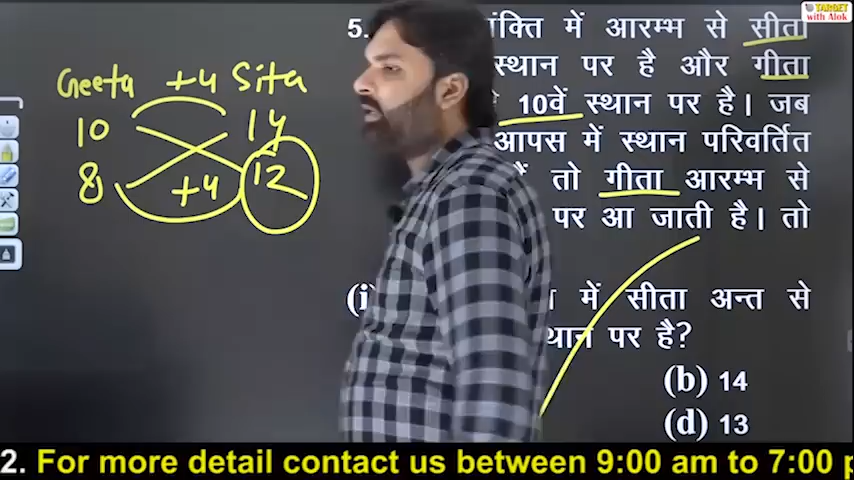 TARGET
with Alok
5. पंक्ति में आरम्भ से सीता
स्थान पर है और गीता
10वें स्थान पर है। जब
आपस में स्थान परिवर्तित
तो गीता आरम्भ से
पर आ जाती है। तो
(i) में सीता अन्त से
स्थान पर है?
(b) 14
(d) 13
Geeta +4 Sita
10 14
8 +4 12
2. For more detail contact us between 9:00 am to 7:00 p